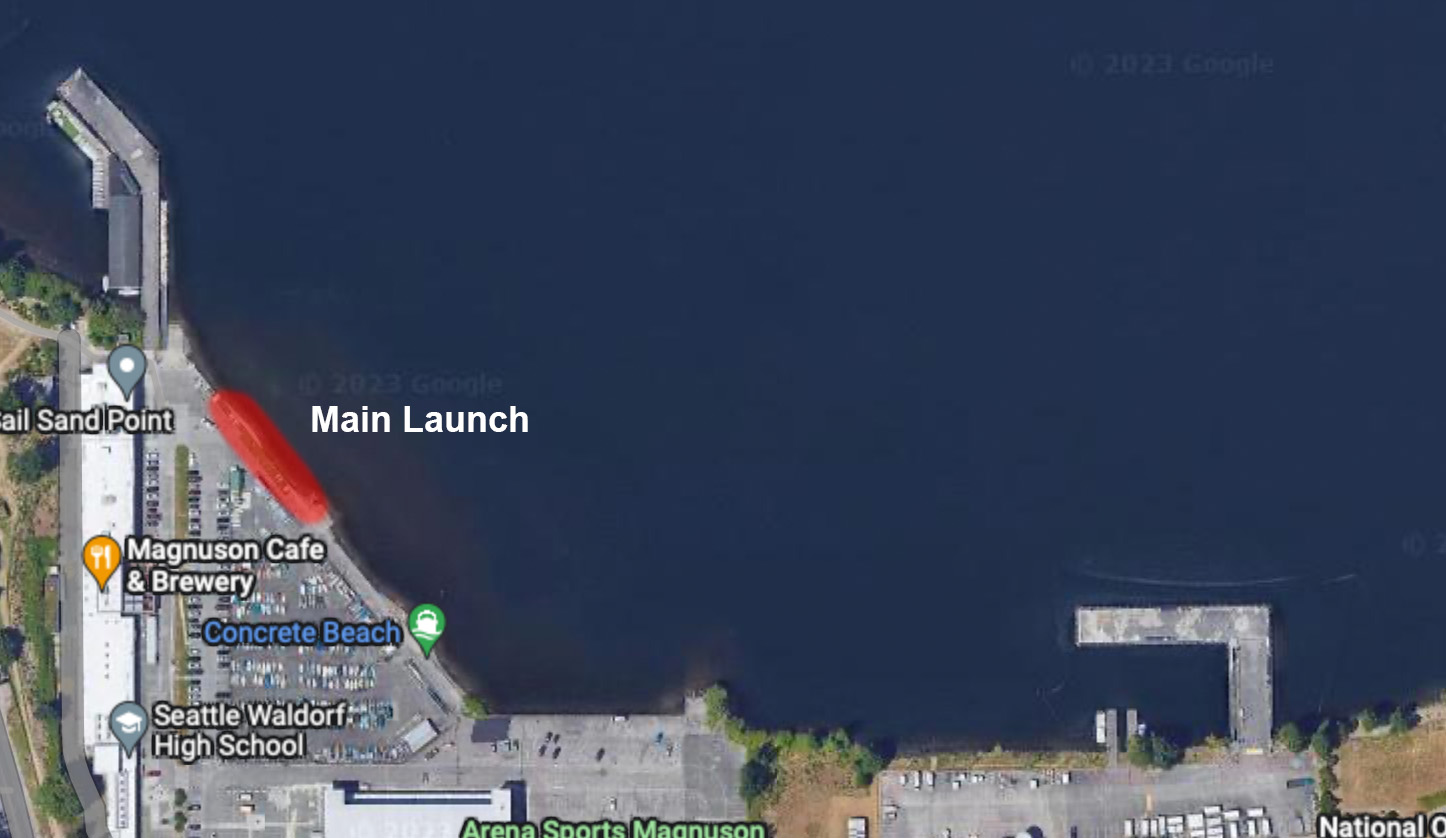 © 2023 Google
© 2023 Google
Main Launch
Sail Sand Point
Magnuson Cafe
& Brewery
Concrete Beach
Seattle Waldorf
High School
Arena Sports Magnuson
National O